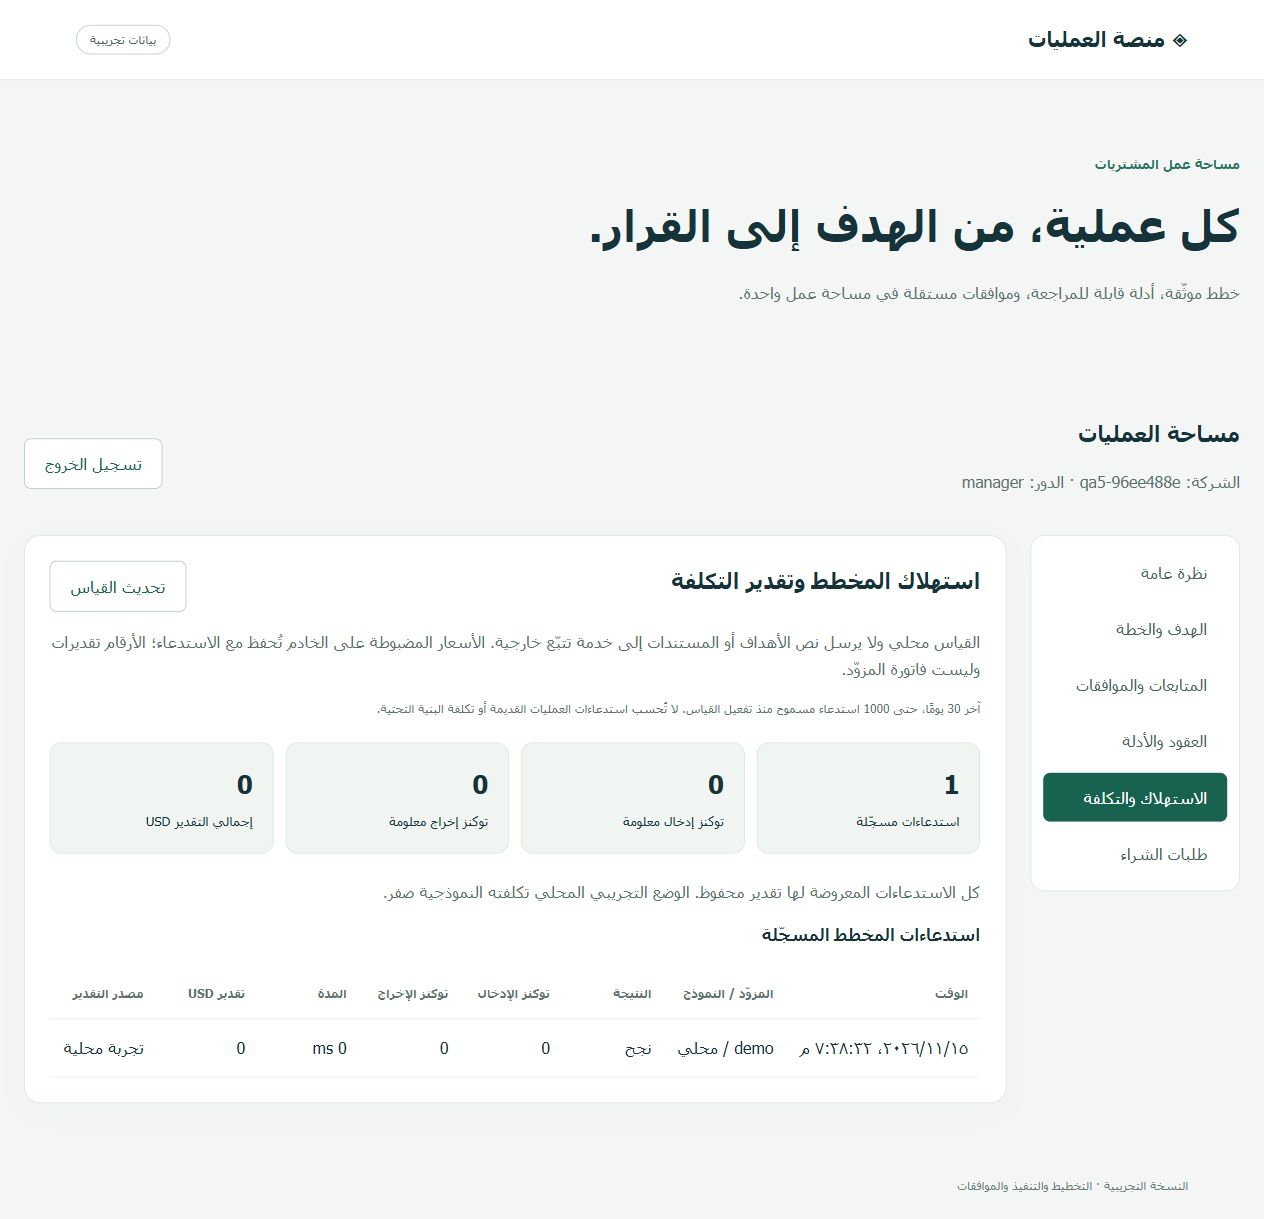 ◈ منصة العمليات
بيانات تجريبية
مساحة عمل المشتريات
كل عملية، من الهدف إلى القرار.
خطط موثّقة، أدلة قابلة للمراجعة، وموافقات مستقلة في مساحة عمل واحدة.
مساحة العمليات
الشركة: qa5-96ee488e · الدور: manager
تسجيل الخروج
نظرة عامة
الهدف والخطة
المتابعات والموافقات
العقود والأدلة
الاستهلاك والتكلفة
طلبات الشراء
استهلاك المخطط وتقدير التكلفة
تحديث القياس
القياس محلي ولا يرسل نص الأهداف أو المستندات إلى خدمة تتبّع خارجية. الأسعار المضبوطة على الخادم تُحفظ مع الاستدعاء؛ الأرقام تقديرات
وليست فاتورة المزوّد.
آخر 30 يومًا، حتى 1000 استدعاء مسموح منذ تفعيل القياس. لا تُحسب استدعاءات العمليات القديمة أو تكلفة البنية التحتية.
1
استدعاءات مسجّلة
0
توكنز إدخال معلومة
0
توكنز إخراج معلومة
0
إجمالي التقدير USD
كل الاستدعاءات المعروضة لها تقدير محفوظ. الوضع التجريبي المحلي تكلفته النموذجية صفر.
استدعاءات المخطط المسجّلة
الوقت المزوّد / النموذج النتيجة توكنز الإدخال توكنز الإخراج المدة تقدير USD مصدر التقدير
١٥‏/١١‏/٢٠٢٦، ٧:٣٨:٣٢ م demo / محلي نجح 0 0 0 ms 0 تجربة محلية
النسخة التجريبية · التخطيط والتنفيذ والموافقات